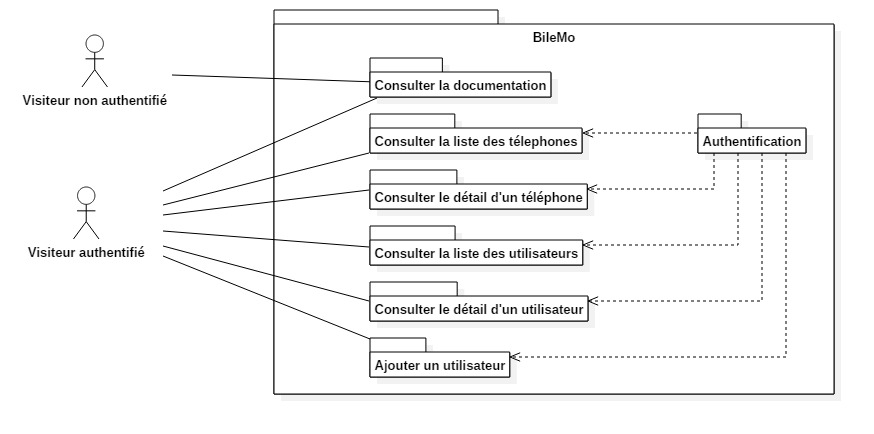 BileMo
Visiteur non authentifié
Consulter la documentation
Consulter la liste des télephones
Authentification
Consulter le détail d'un téléphone
Visiteur authentifié
Consulter la liste des utilisateurs
Consulter le détail d'un utilisateur
Ajouter un utilisateur